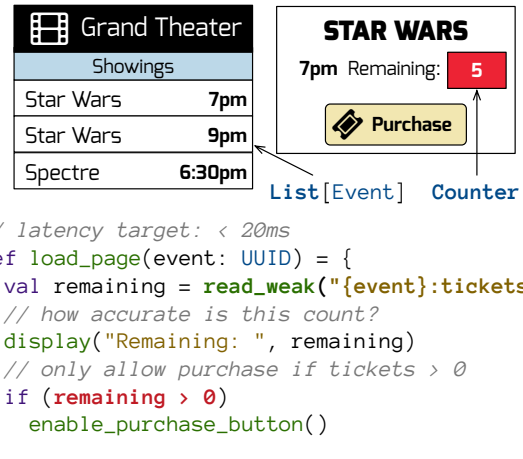 Grand Theater
Showings
Star Wars 7pm
Star Wars 9pm
Spectre 6:30pm
STAR WARS
7pm Remaining: 5
Purchase
List[Event] Counter
/ latency target: < 20ms
ef load_page(event: UUID) = {
val remaining = read_weak("{event}:tickets
// how accurate is this count?
display("Remaining: ", remaining)
// only allow purchase if tickets > 0
if (remaining > 0)
enable_purchase_button()